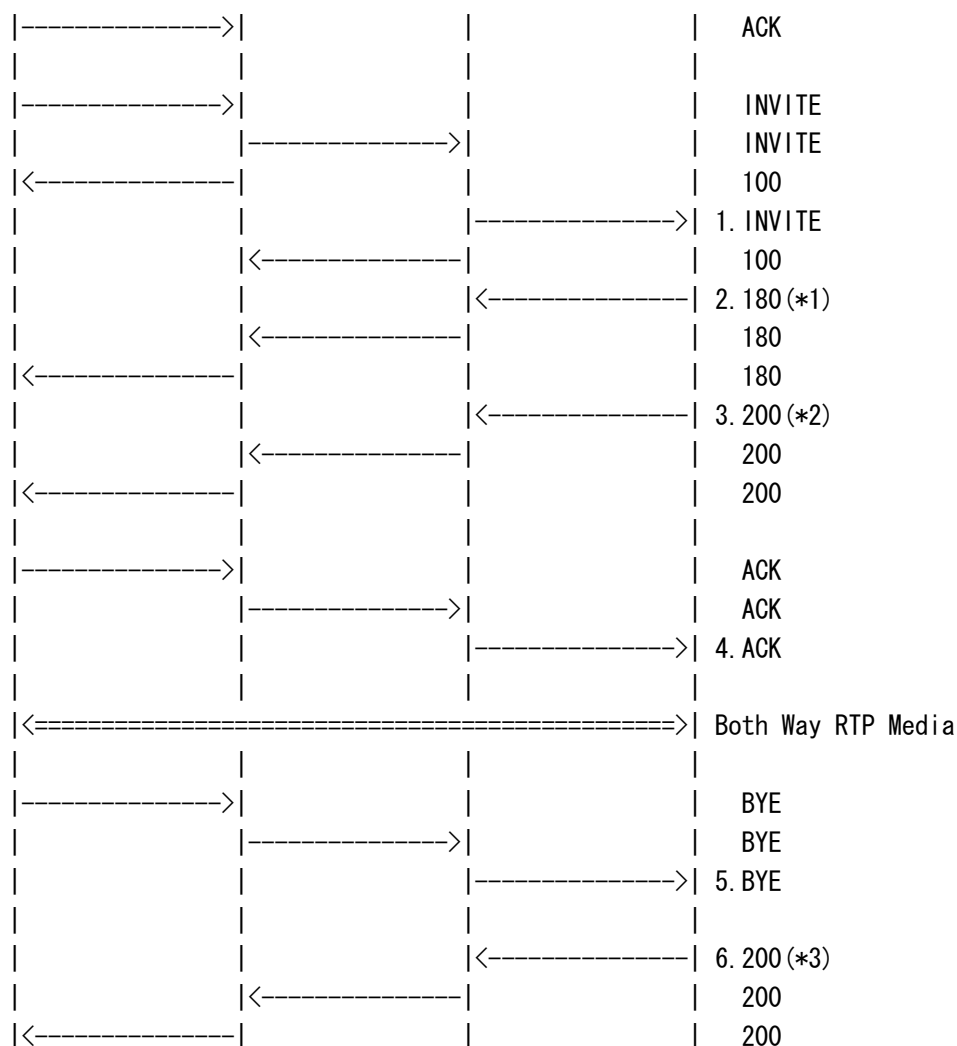 |--------------->| | | ACK
| | | |
|--------------->| | | INVITE
| |--------------->| | INVITE
|<---------------| | | 100
| | |--------------->| 1.INVITE
| |<---------------| | 100
| | |<---------------| 2.180(*1)
| |<---------------| | 180
|<---------------| | | 180
| | |<---------------| 3.200(*2)
| |<---------------| | 200
|<---------------| | | 200
| | | |
|--------------->| | | ACK
| |--------------->| | ACK
| | |--------------->| 4.ACK
| | | |
|<================================================>| Both Way RTP Media
| | | |
|--------------->| | | BYE
| |--------------->| | BYE
| | |--------------->| 5.BYE
| | | |
| | |<---------------| 6.200(*3)
| |<---------------| | 200
|<---------------| | | 200